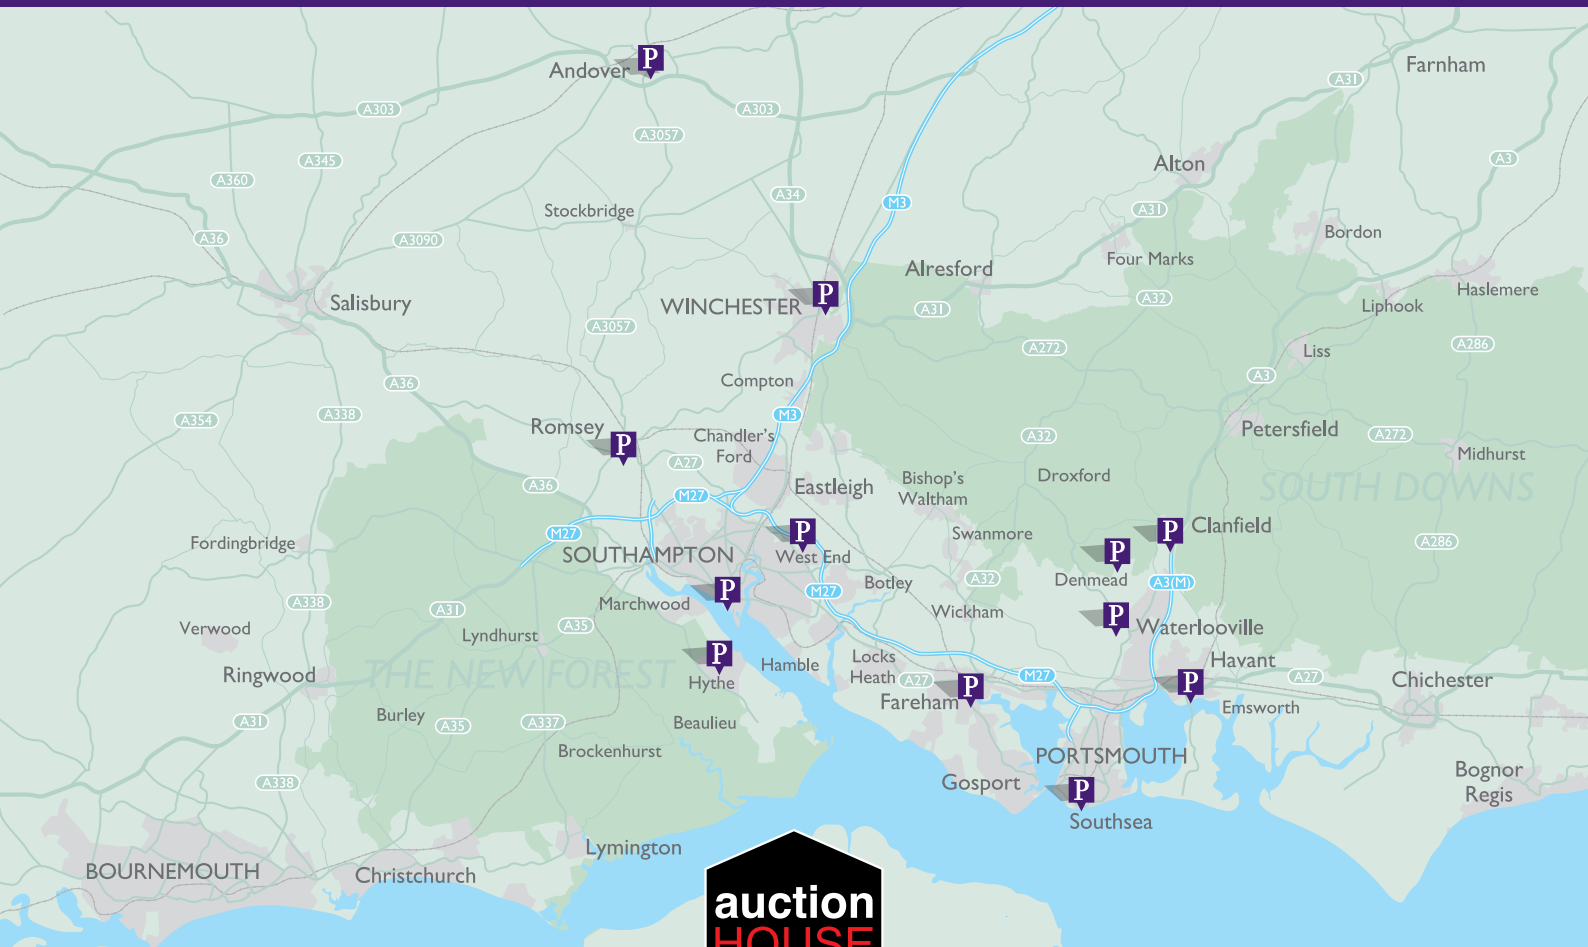 P
Andover
Farnham
A31
A303
A303
A3057
A345
A3
Alton
A360
A34
M3
Stockbridge
A31
A36
A3090
Bordon
Four Marks
Alresford
Salisbury
WINCHESTER
P
A31
A32
Haslemere
Liphook
A3057
A272
Liss
A286
A36
Compton
A3
A354
A338
M3
Romsey
P
Chandler's
Ford
A32
Petersfield
A272
Midhurst
A27
A36
M27
Eastleigh
Bishop's
Waltham
Droxford
SOUTH DOWNS
M27
P
Swanmore
P
Clanfield
Fordingbridge
SOUTHAMPTON
West End
P
A286
Denmead
A32
A3(M)
Botley
M27
P
Marchwood
A338
A31
A35
Wickham
P
Waterlooville
Verwood
Lyndhurst
P
Hythe
Hamble
Locks
Heath
A27
Havant
Ringwood
THE NEW FOREST
M27
P
A27
Chichester
P
Fareham
Emsworth
Burley
A31
A35
A337
Beaulieu
Brockenhurst
PORTSMOUTH
Gosport
A338
P
Southsea
Bognor
Regis
Lymington
BOURNEMOUTH
Christchurch
auction
HOUSE